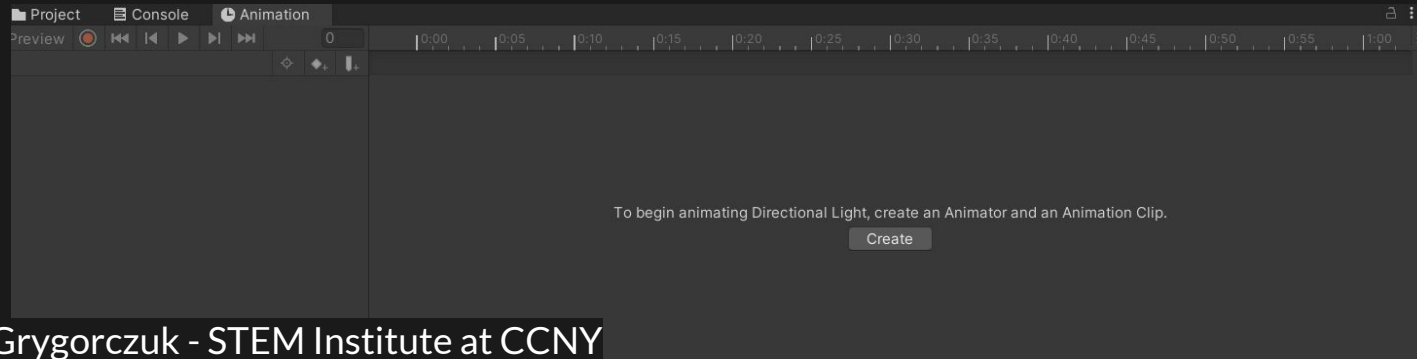 Project Console Animation
Preview 0 0:00 0:05 0:10 0:15 0:20 0:25 0:30 0:35 0:40 0:45 0:50 0:55 1:00
To begin animating Directional Light, create an Animator and an Animation Clip.
Create
Grygorczuk - STEM Institute at CCNY